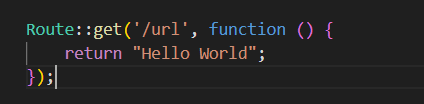 Route::get('/url', function () {
    return "Hello World";
});